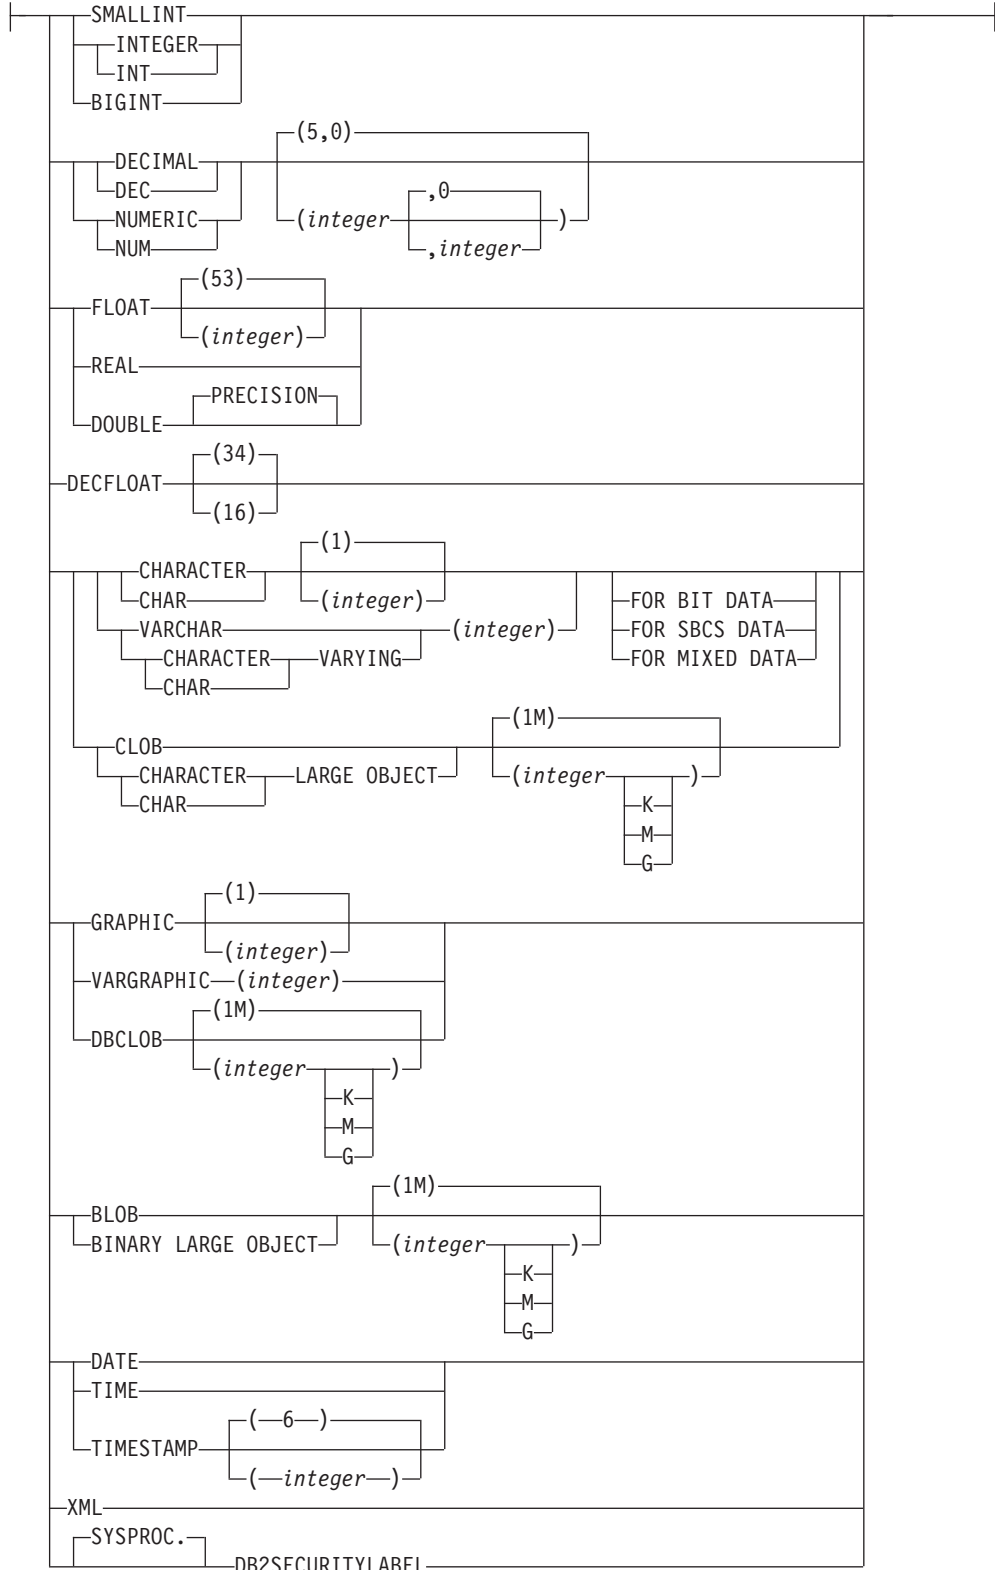 SMALLINT
INTEGER
INT
BIGINT
(5,0)
DECIMAL
DEC
NUMERIC (integer ,0 )
NUM ,integer
(53)
FLOAT
(integer)
REAL
PRECISION
DOUBLE
(34)
DECFLOAT
(16)
(1)
CHARACTER
CHAR (integer) FOR BIT DATA
VARCHAR (integer) FOR SBCS DATA
CHARACTER VARYING FOR MIXED DATA
CHAR
(1M)
CLOB
CHARACTER LARGE OBJECT (integer )
CHAR K
M
G
(1)
GRAPHIC
(integer)
VARGRAPHIC (integer)
(1M)
DBCLOB
(integer )
K
M
G
(1M)
BLOB
BINARY LARGE OBJECT (integer )
K
M
G
DATE
TIME
( 6 )
TIMESTAMP
( integer )
XML
SYSPROC.
DB2SECURITYLABEL